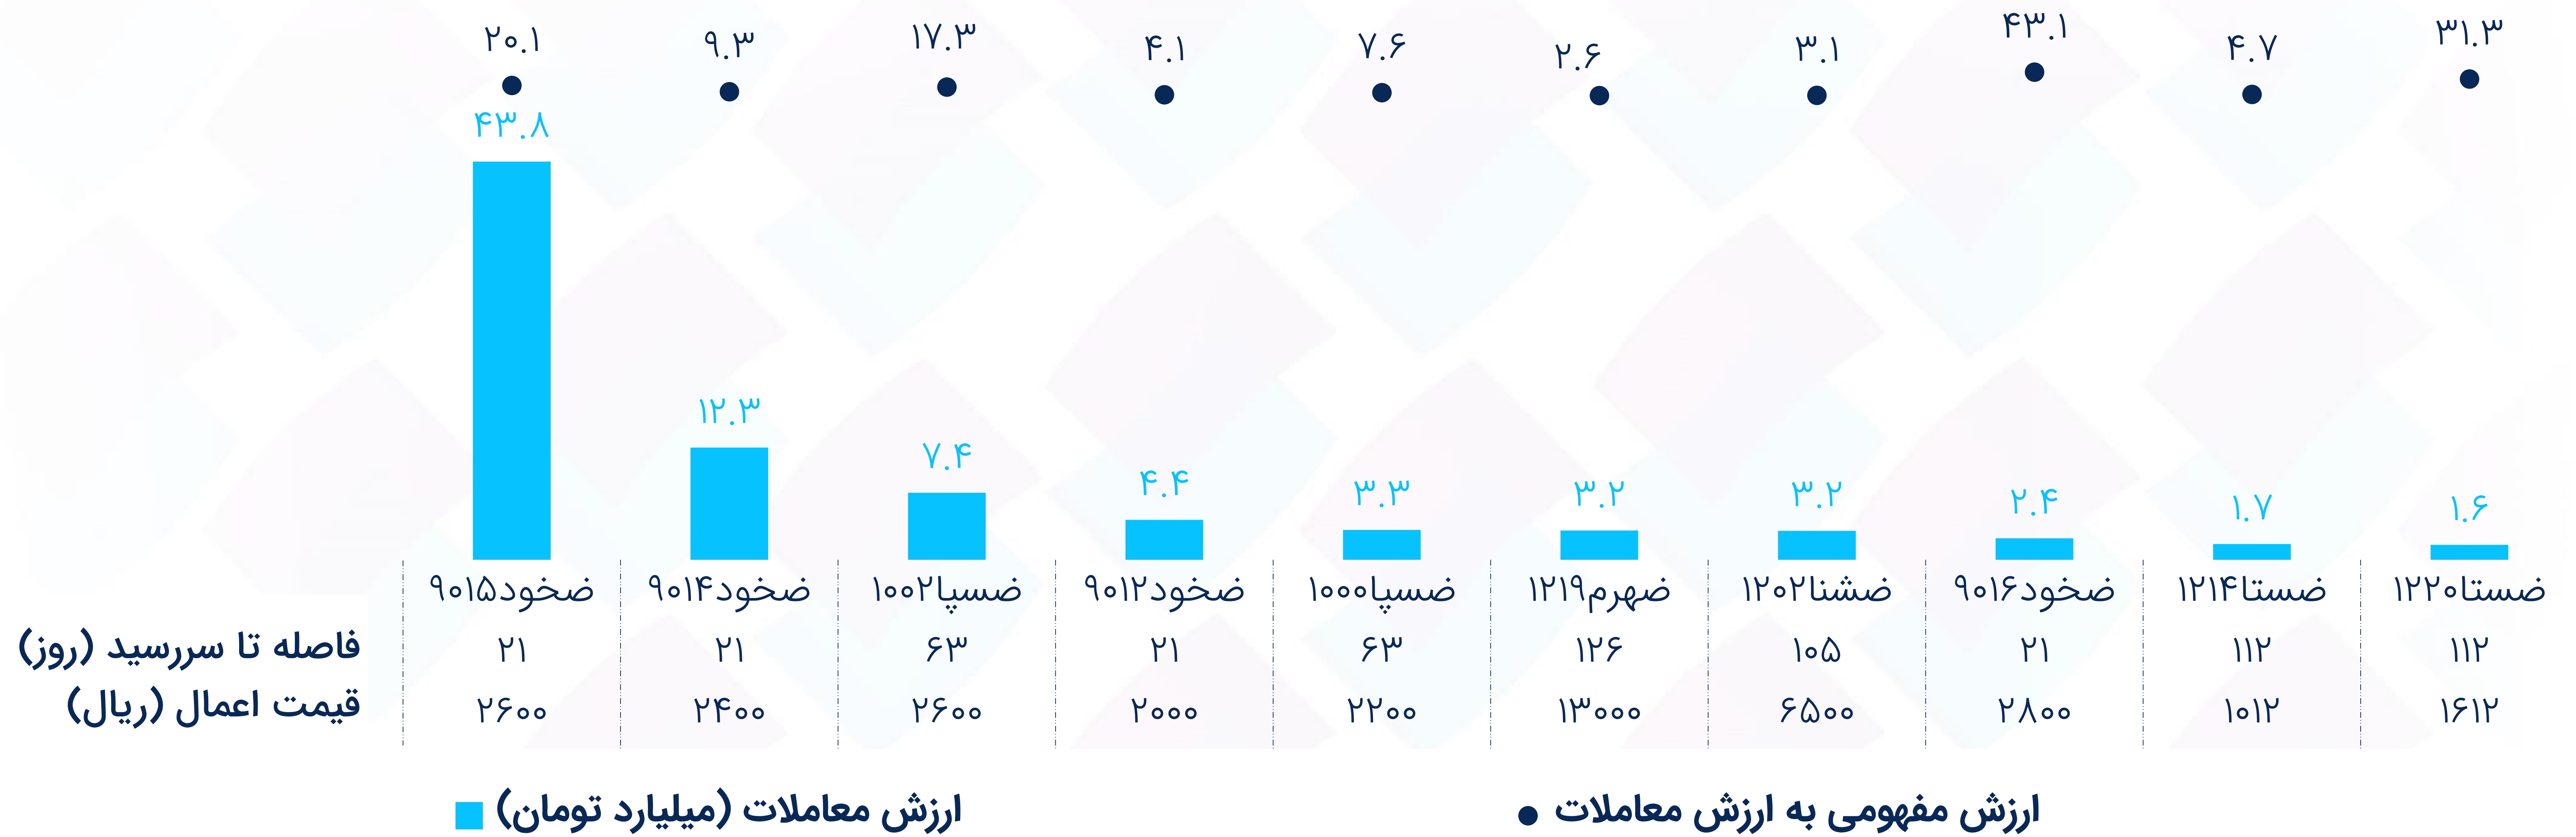 ۲۰.۱ ۹.۳ ۱۷.۳ ۴.۱ ۷.۶ ۲.۶ ۳.۱ ۴۳.۱ ۴.۷ ۳۱.۳
۴۳.۸ ۱۲.۳ ۷.۴ ۴.۴ ۳.۳ ۳.۲ ۳.۲ ۲.۴ ۱.۷ ۱.۶
ضخود۹۰۱۵ ضخود۹۰۱۴ ضسپا۱۰۰۲ ضخود۹۰۱۲ ضسپا۱۰۰۰ ضهرم۱۲۱۹ ضشنا۱۲۰۲ ضخود۹۰۱۶ ضستا۱۲۱۴ ضستا۱۲۲۰
فاصله تا سررسید (روز) ۲۱ ۲۱ ۶۳ ۲۱ ۶۳ ۱۲۶ ۱۰۵ ۲۱ ۱۱۲ ۱۱۲
قیمت اعمال (ریال) ۲۶۰۰ ۲۴۰۰ ۲۶۰۰ ۲۰۰۰ ۲۲۰۰ ۱۳۰۰۰ ۶۵۰۰ ۲۸۰۰ ۱۰۱۲ ۱۶۱۲
ارزش معاملات (میلیارد تومان)
ارزش مفهومی به ارزش معاملات